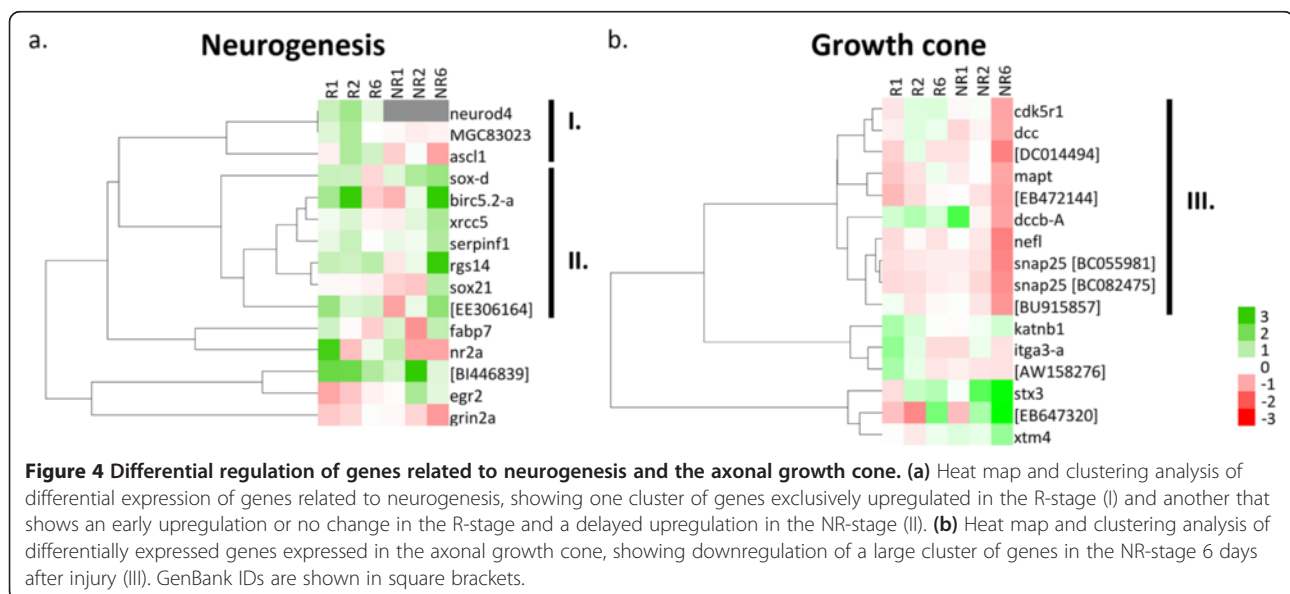 a.
Neurogenesis
R1 R2 R6 NR1 NR2 NR6
neurod4
MGC83023
ascl1
I.
sox-d
birc5.2-a
xrcc5
serpinf1
rgs14
sox21
[EE306164]
II.
fabp7
nr2a
[BI446839]
egr2
grin2a
b.
Growth cone
R1 R2 R6 NR1 NR2 NR6
cdk5r1
dcc
[DC014494]
mapt
[EB472144]
dccb-A
nefl
snap25 [BC055981]
snap25 [BC082475]
[BU915857]
III.
katnb1
itga3-a
[AW158276]
stx3
[EB647320]
xtm4
3
2
1
0
-1
-2
-3
Figure 4 Differential regulation of genes related to neurogenesis and the axonal growth cone. (a) Heat map and clustering analysis of
differential expression of genes related to neurogenesis, showing one cluster of genes exclusively upregulated in the R-stage (I) and another that
shows an early upregulation or no change in the R-stage and a delayed upregulation in the NR-stage (II). (b) Heat map and clustering analysis of
differentially expressed genes expressed in the axonal growth cone, showing downregulation of a large cluster of genes in the NR-stage 6 days
after injury (III). GenBank IDs are shown in square brackets.